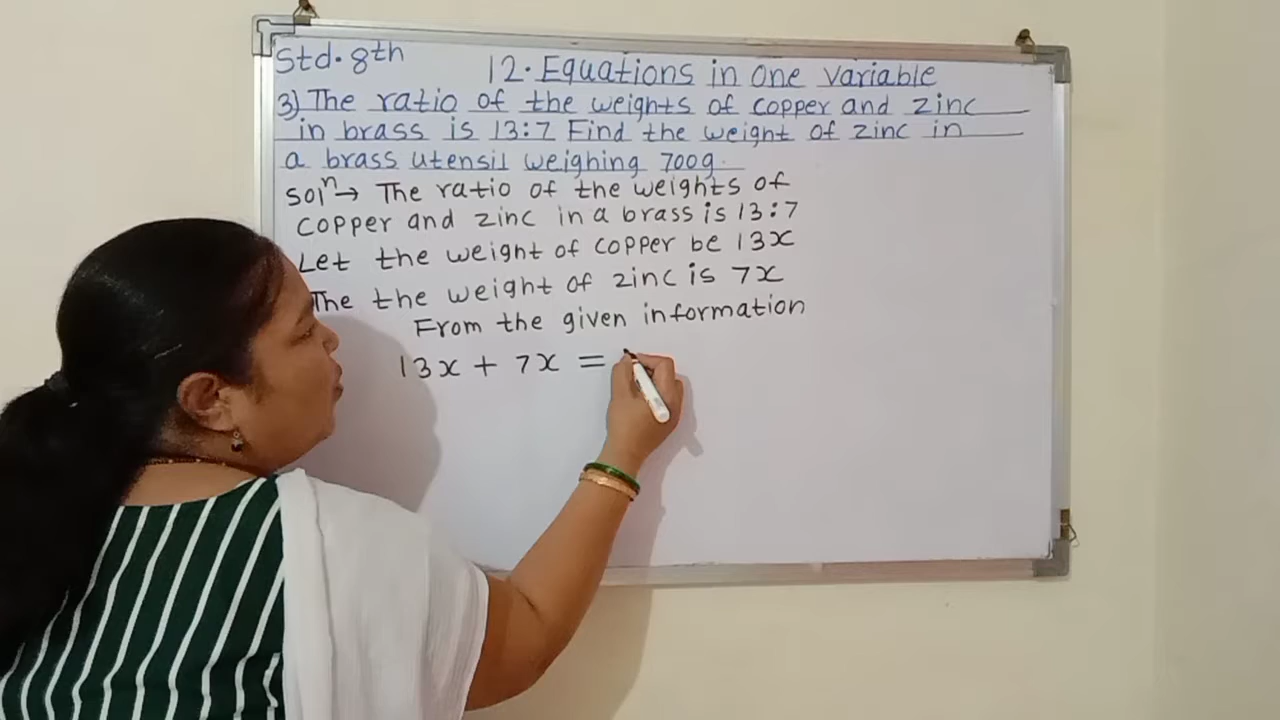 Std. 8th
12. Equations in one variable
3) The ratio of the weights of copper and zinc
in brass is 13:7 Find the weight of zinc in
a brass utensil weighing 700g.
Solⁿ→ The ratio of the weights of
copper and zinc in a brass is 13:7
Let the weight of copper be 13x
The the weight of zinc is 7x
From the given information
13x + 7x =